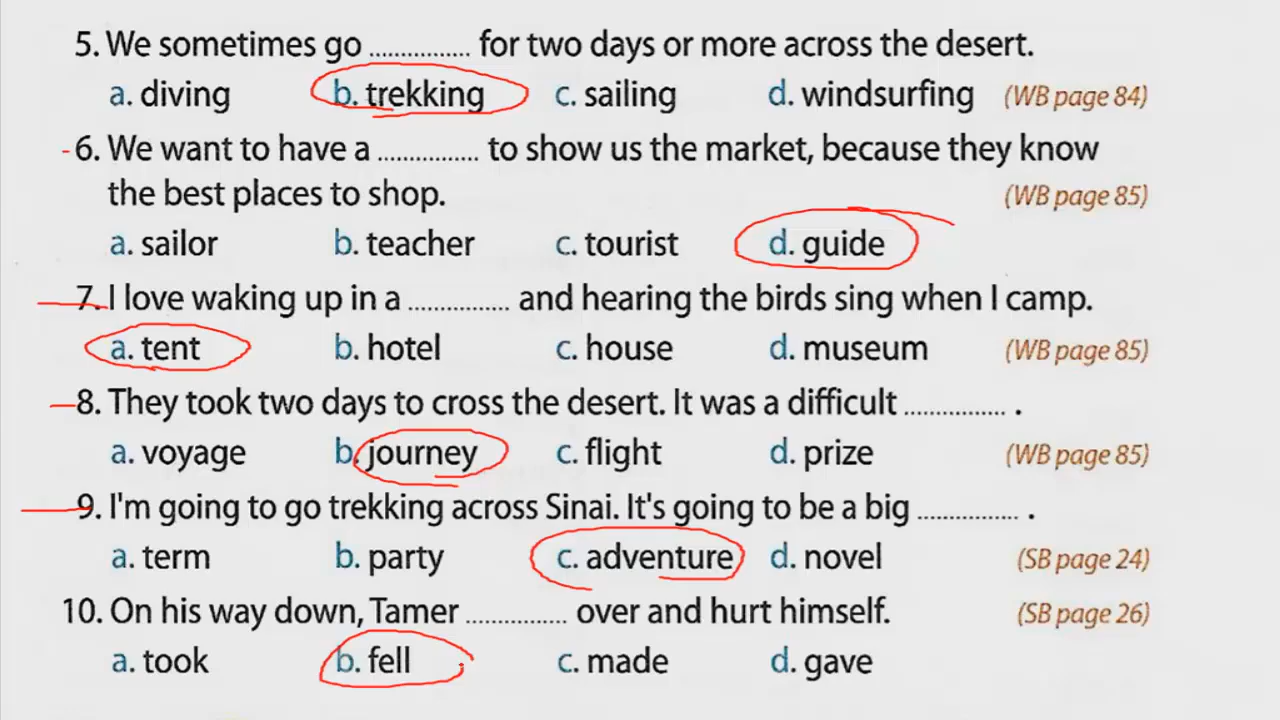 5. We sometimes go ............... for two days or more across the desert.
a. diving b. trekking c. sailing d. windsurfing (WB page 84)
-6. We want to have a ............... to show us the market, because they know
the best places to shop. (WB page 85)
a. sailor b. teacher c. tourist d. guide
7. I love waking up in a ............... and hearing the birds sing when I camp.
a. tent b. hotel c. house d. museum (WB page 85)
8. They took two days to cross the desert. It was a difficult ............... .
a. voyage b. journey c. flight d. prize (WB page 85)
9. I'm going to go trekking across Sinai. It's going to be a big ............... .
a. term b. party c. adventure d. novel (SB page 24)
10. On his way down, Tamer ............... over and hurt himself. (SB page 26)
a. took b. fell c. made d. gave